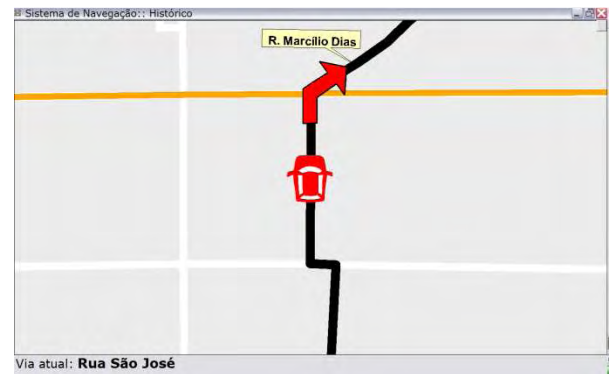 Sistema de Navegação:: Histórico
R. Marcílio Dias
Via atual: Rua São José